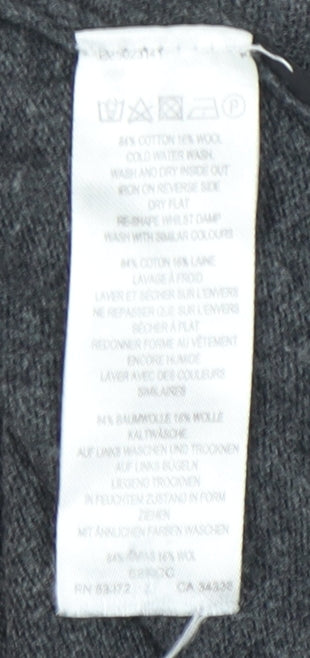 84% COTTON 16% WOOL
COLD WATER WASH
WASH AND DRY INSIDE OUT
IRON ON REVERSE SIDE
DRY FLAT
RE-SHAPE WHILST DAMP
WASH WITH SIMILAR COLOURS
84% COTON 16% LAINE
LAVAGE À FROID
LAVER ET SÉCHER SUR L'ENVERS
NE REPASSER QUE SUR L'ENVERS
SÉCHER À PLAT
REDONNER FORME AU VÊTEMENT
ENCORE HUMIDE
LAVER AVEC DES COULEURS
SIMILAIRES
84% BAUMWOLLE 16% WOLLE
KALTWÄSCHE
AUF LINKS WASCHEN UND TROCKNEN
AUF LINKS BÜGELN
LIEGEND TROCKNEN
IN FEUCHTEM ZUSTAND IN FORM
ZIEHEN
MIT ÄHNLICHEN FARBEN WASCHEN
84% 16% WOL
RN CA